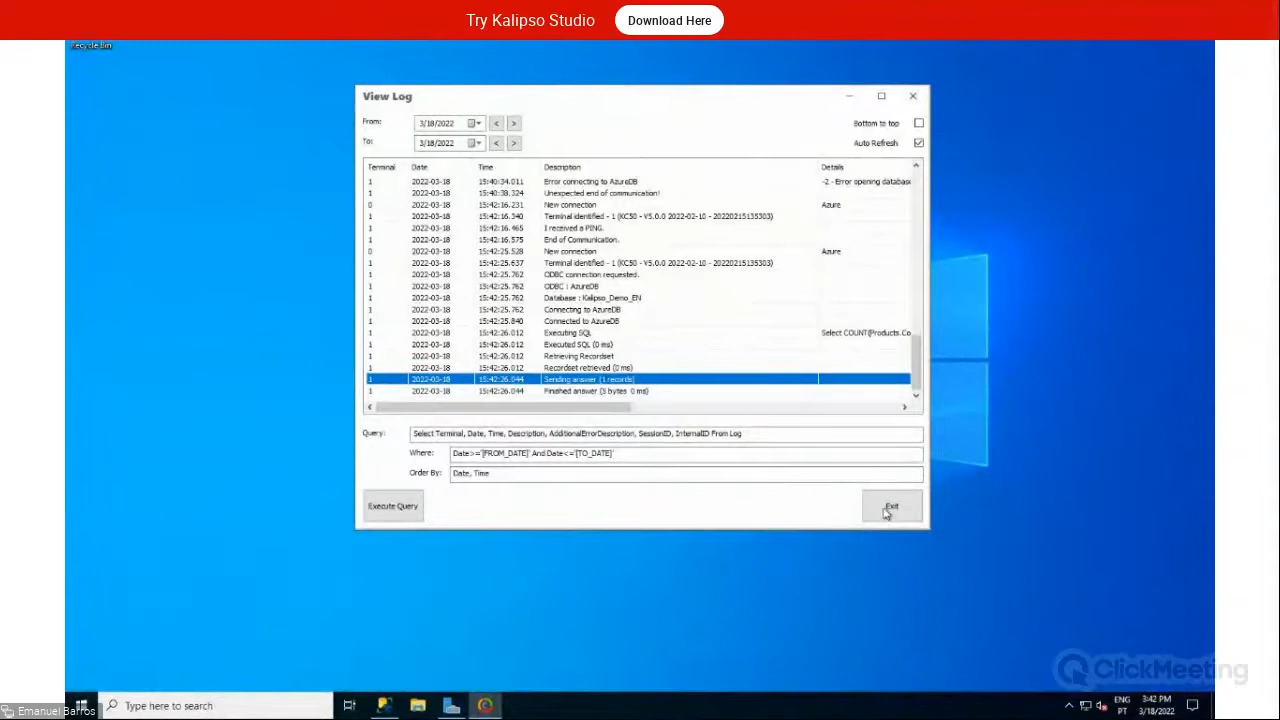 Try Kalipso Studio Download Here
Recycle Bin
View Log
From: 3/18/2022 < > Bottom to top
To: 3/18/2022 < > Auto Refresh
Terminal Date Time Description Details
1 2022-03-18 15:40:34.011 Error connecting to AzureDB -2 - Error opening database
1 2022-03-18 15:40:38.324 Unexpected end of communication!
0 2022-03-18 15:42:16.231 New connection Azure
1 2022-03-18 15:42:16.340 Terminal identified - 1 (KC50 - V5.0.0 2022-02-10 - 20220215135303)
1 2022-03-18 15:42:16.465 I received a PING.
1 2022-03-18 15:42:16.575 End of Communication.
0 2022-03-18 15:42:25.528 New connection Azure
1 2022-03-18 15:42:25.637 Terminal identified - 1 (KC50 - V5.0.0 2022-02-10 - 20220215135303)
1 2022-03-18 15:42:25.762 ODBC connection requested.
1 2022-03-18 15:42:25.762 ODBC : AzureDB
1 2022-03-18 15:42:25.762 Database : Kalipso_Demo_EN
1 2022-03-18 15:42:25.762 Connecting to AzureDB
1 2022-03-18 15:42:25.840 Connected to AzureDB
1 2022-03-18 15:42:26.012 Executing SQL Select COUNT(Products.Co
1 2022-03-18 15:42:26.012 Executed SQL (0 ms)
1 2022-03-18 15:42:26.012 Retrieving Recordset
1 2022-03-18 15:42:26.012 Recordset retrieved (0 ms)
1 2022-03-18 15:42:26.044 Sending answer (1 records)
1 2022-03-18 15:42:26.044 Finished answer (5 bytes 0 ms)
Query: Select Terminal, Date, Time, Description, AdditionalErrorDescription, SessionID, InternalID From Log
Where: Date>='[FROM_DATE]' And Date<='[TO_DATE]'
Order By: Date, Time
Execute Query Exit
ClickMeeting
Emanuel Barros Type here to search ENG 3:42 PM
PT 3/18/2022